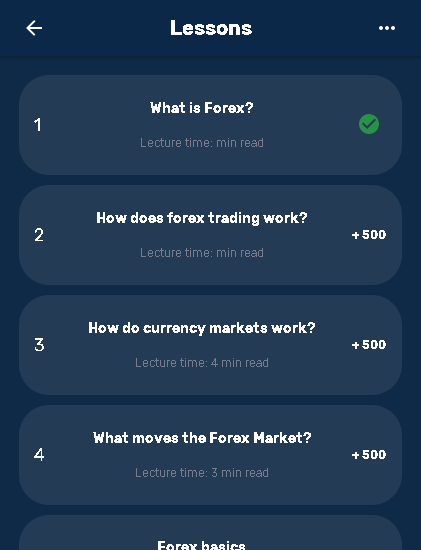 Lessons
1
What is Forex?
Lecture time: min read
2
How does forex trading work?
Lecture time: min read
+500
3
How do currency markets work?
Lecture time: 4 min read
+500
4
What moves the Forex Market?
Lecture time: 3 min read
+500
Forex basics